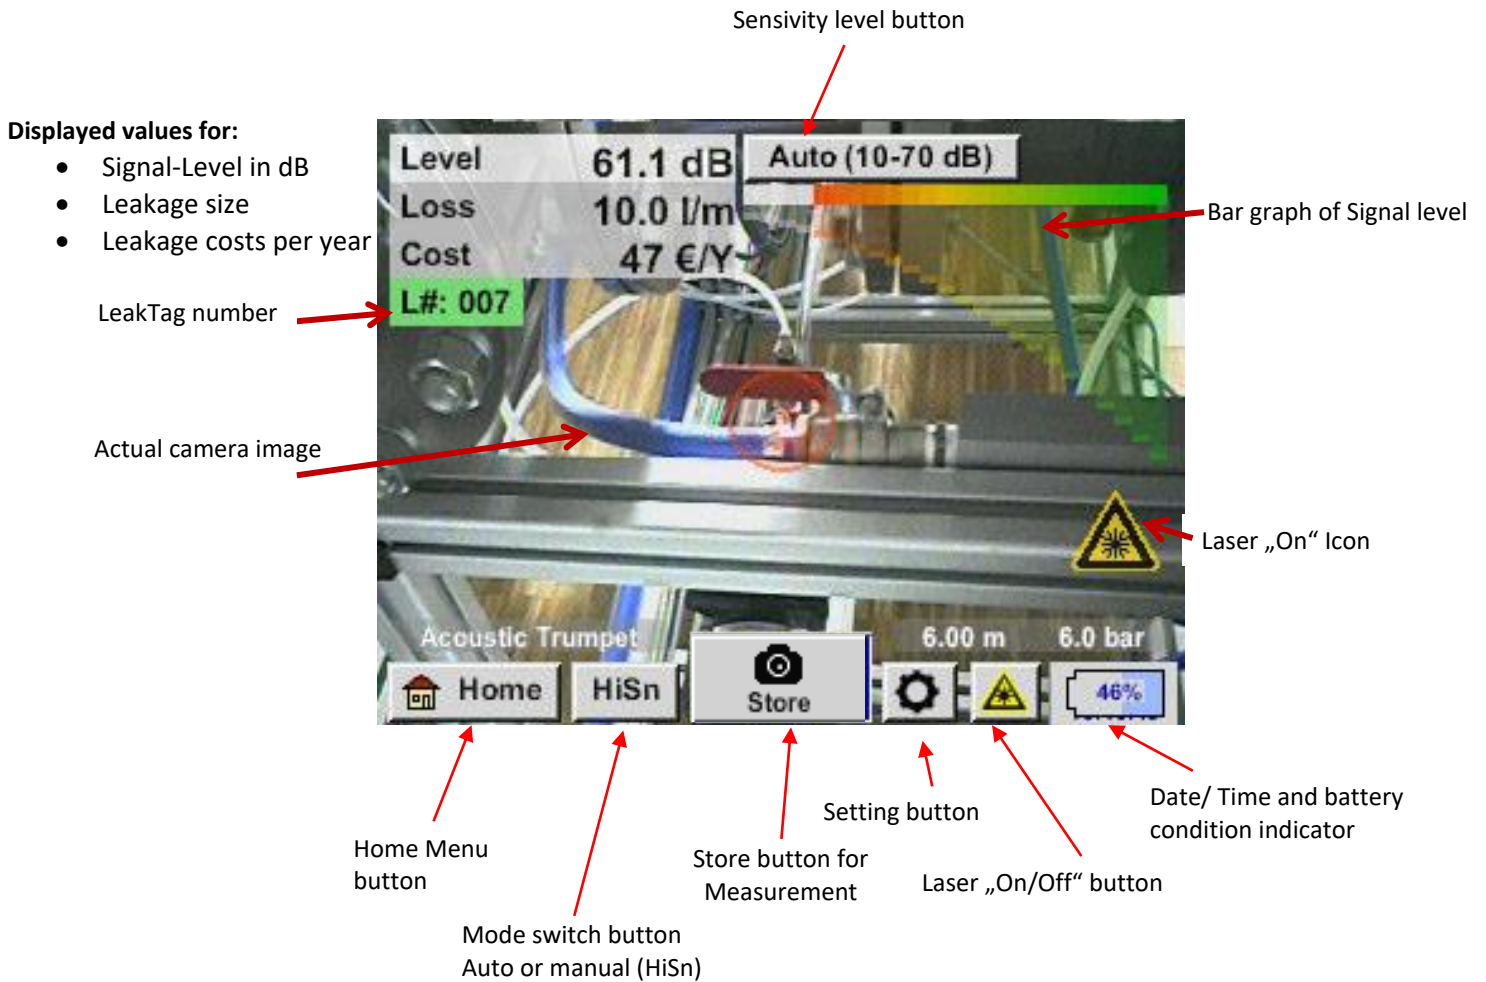 Sensivity level button
Displayed values for:
• Signal-Level in dB
• Leakage size
• Leakage costs per year
LeakTag number
Actual camera image
Level 61.1 dB
Loss 10.0 l/m
Cost 47 €/Y
L#: 007
Auto (10-70 dB)
Bar graph of Signal level
Laser „On“ Icon
Acoustic Trumpet 6.00 m 6.0 bar
Home HiSn Store 46%
Home Menu
button
Mode switch button
Auto or manual (HiSn)
Store button for
Measurement
Setting button
Laser „On/Off“ button
Date/ Time and battery
condition indicator